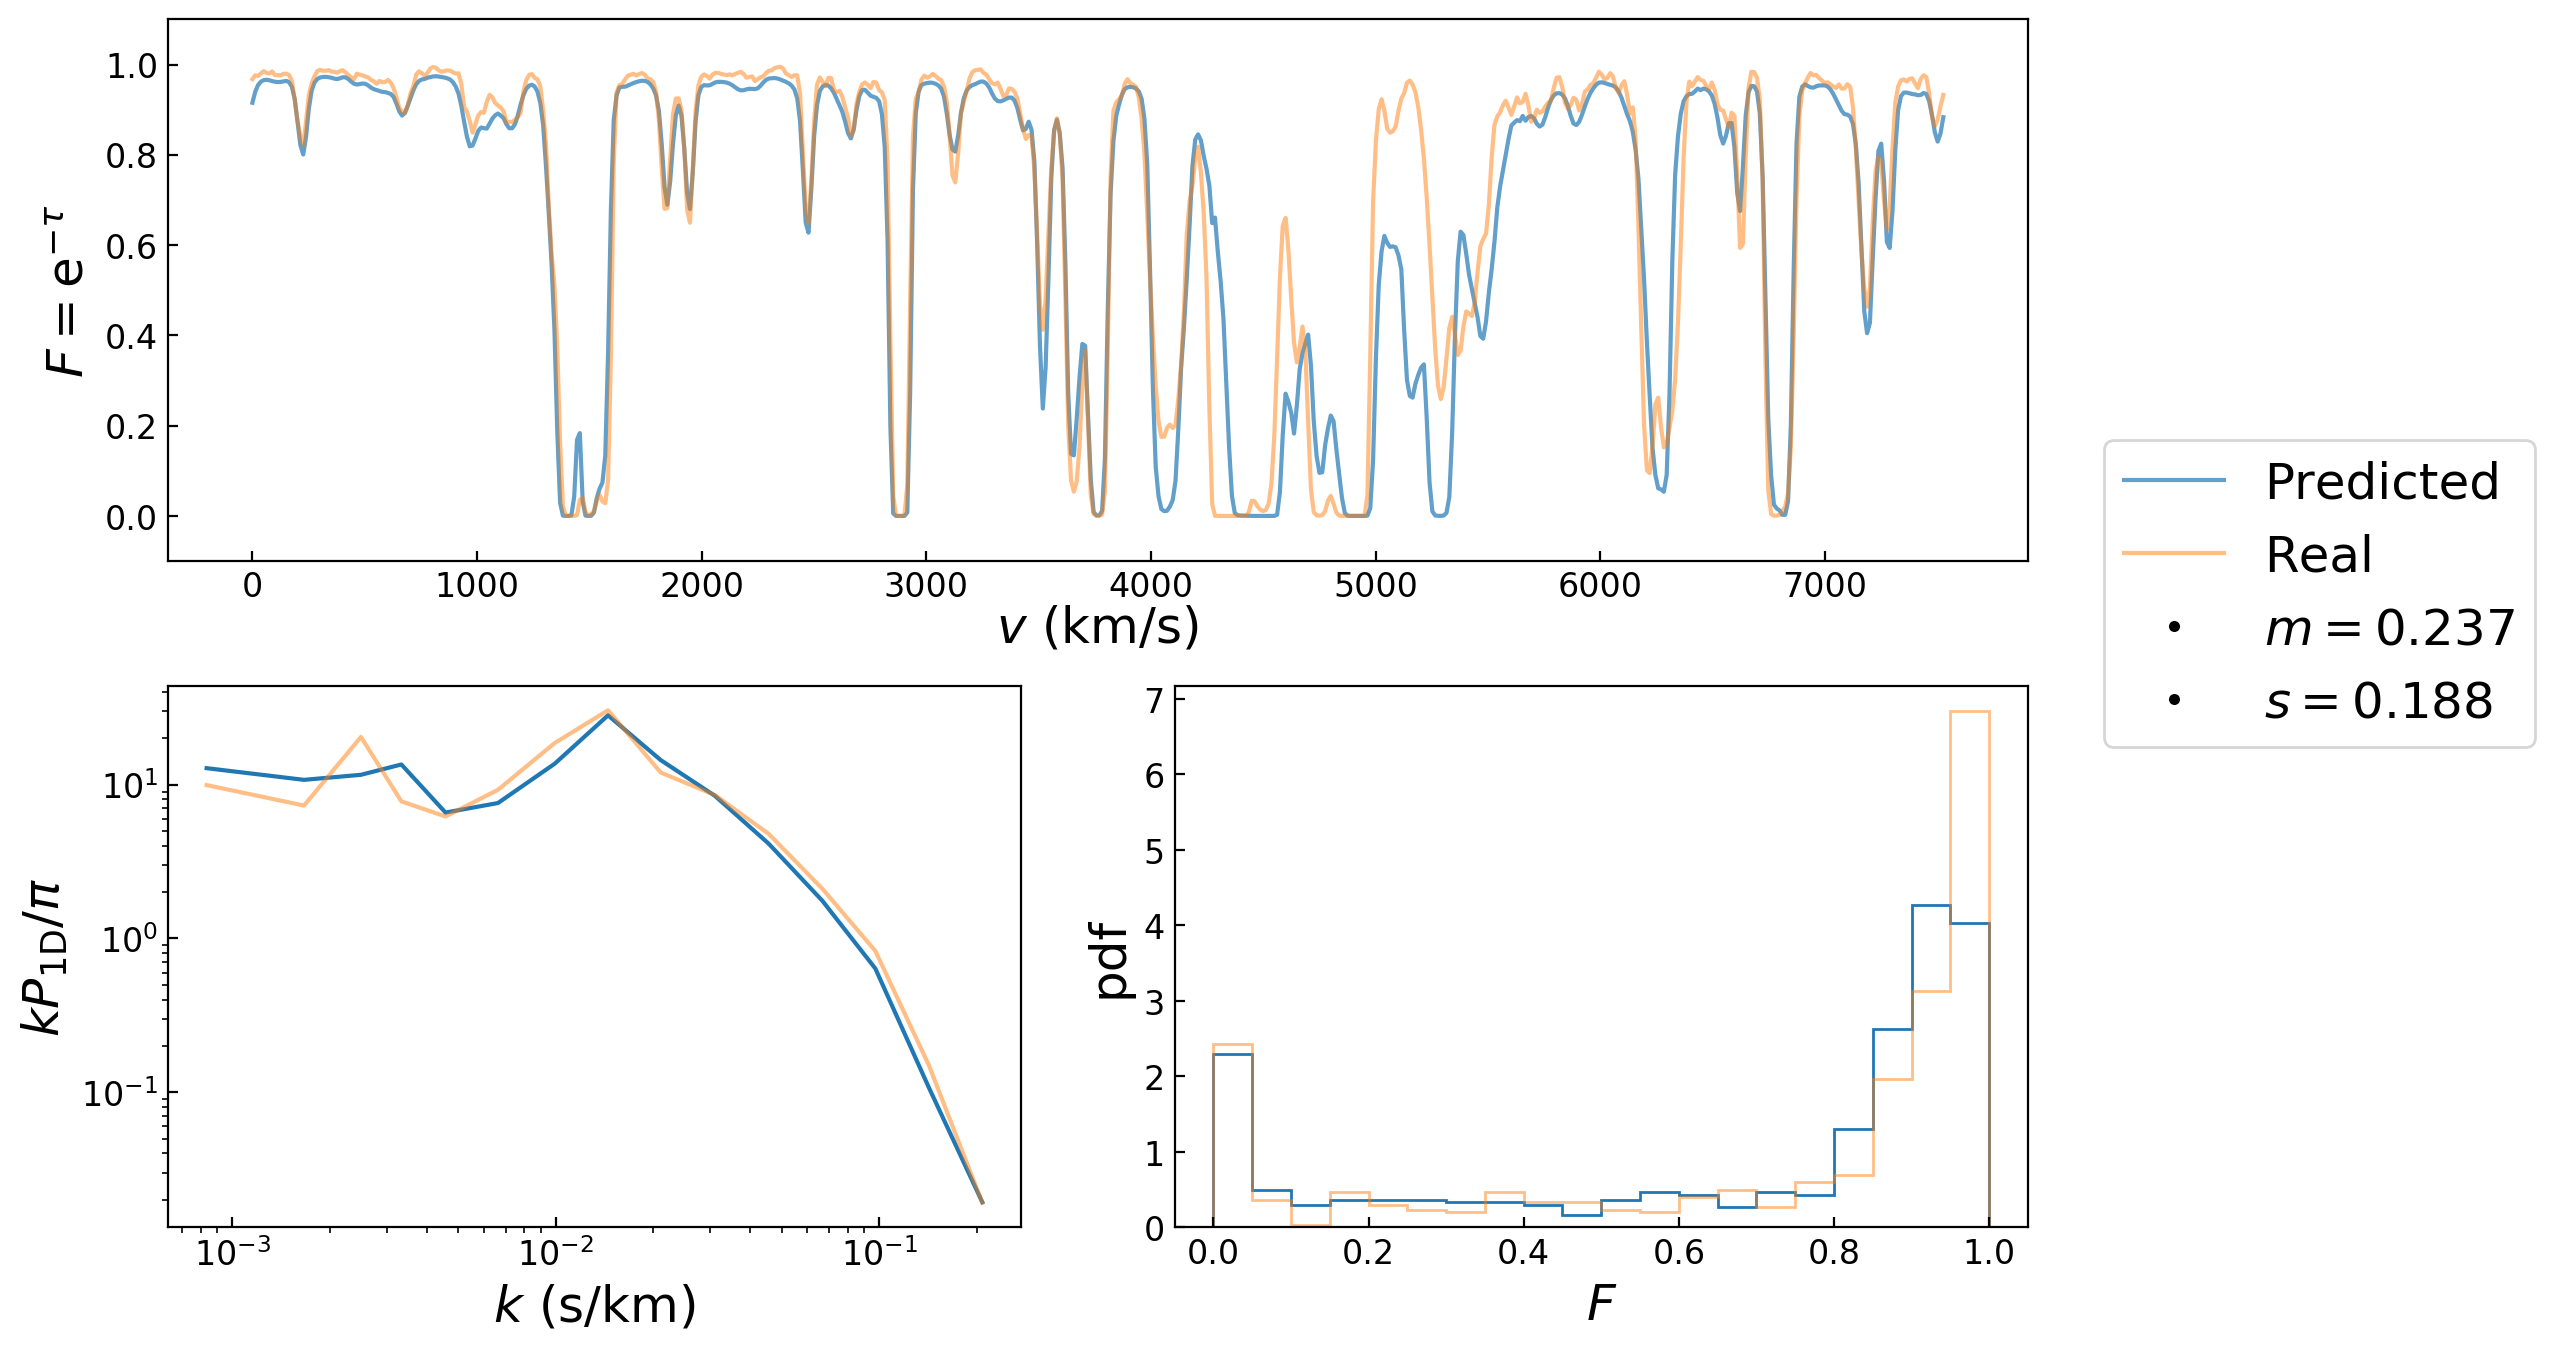 F = e^{−τ}
1.0
0.8
0.6
0.4
0.2
0.0
0 1000 2000 3000 4000 5000 6000 7000
v (km/s)
Predicted
Real
m = 0.237
s = 0.188
kP_{1D}/π
10^1
10^0
10^{−1}
10^{−3} 10^{−2} 10^{−1}
k (s/km)
pdf
7
6
5
4
3
2
1
0
0.0 0.2 0.4 0.6 0.8 1.0
F